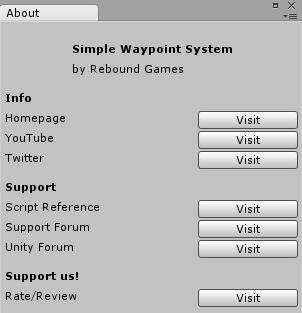 About
Simple Waypoint System
by Rebound Games
Info
Homepage Visit
YouTube Visit
Twitter Visit
Support
Script Reference Visit
Support Forum Visit
Unity Forum Visit
Support us!
Rate/Review Visit